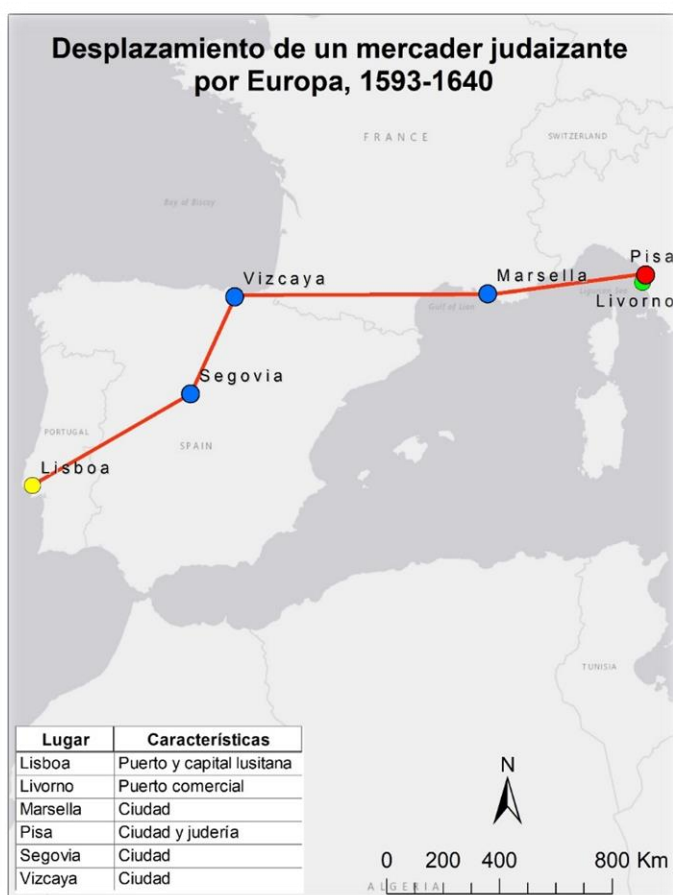 Desplazamiento de un mercader judaizante
por Europa, 1593-1640
FRANCE
SWITZERLAND
Bay of Biscay
Pisa
Vizcaya
Marsella
Ligurian Sea
Gulf of Lion
Livorno
Segovia
PORTUGAL
SPAIN
Lisboa
TUNISIA
Lugar Características
Lisboa Puerto y capital lusitana
Livorno Puerto comercial
Marsella Ciudad
Pisa Ciudad y judería
Segovia Ciudad
Vizcaya Ciudad
N
0 200 400 800 Km
ALGERIA